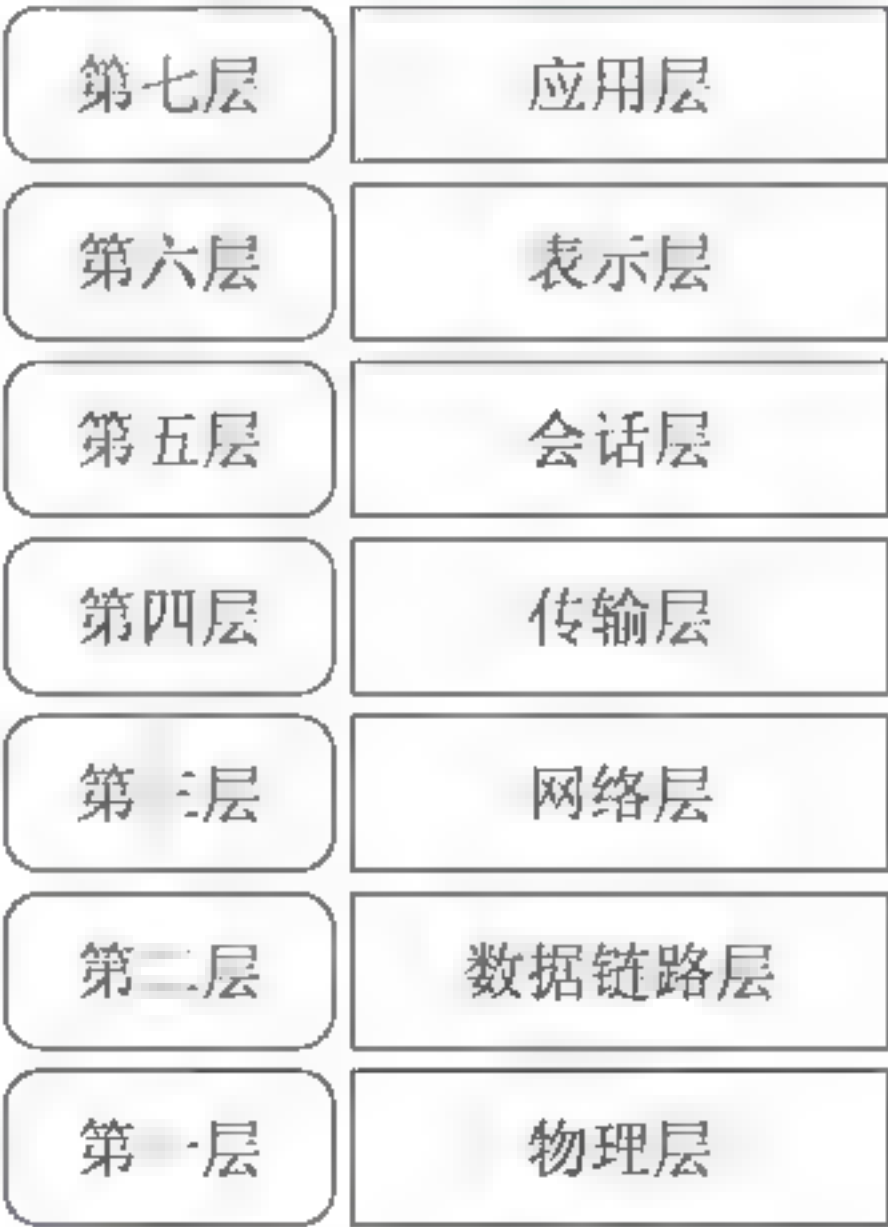 第七层 应用层
第六层 表示层
第五层 会话层
第四层 传输层
第三层 网络层
第二层 数据链路层
第一层 物理层